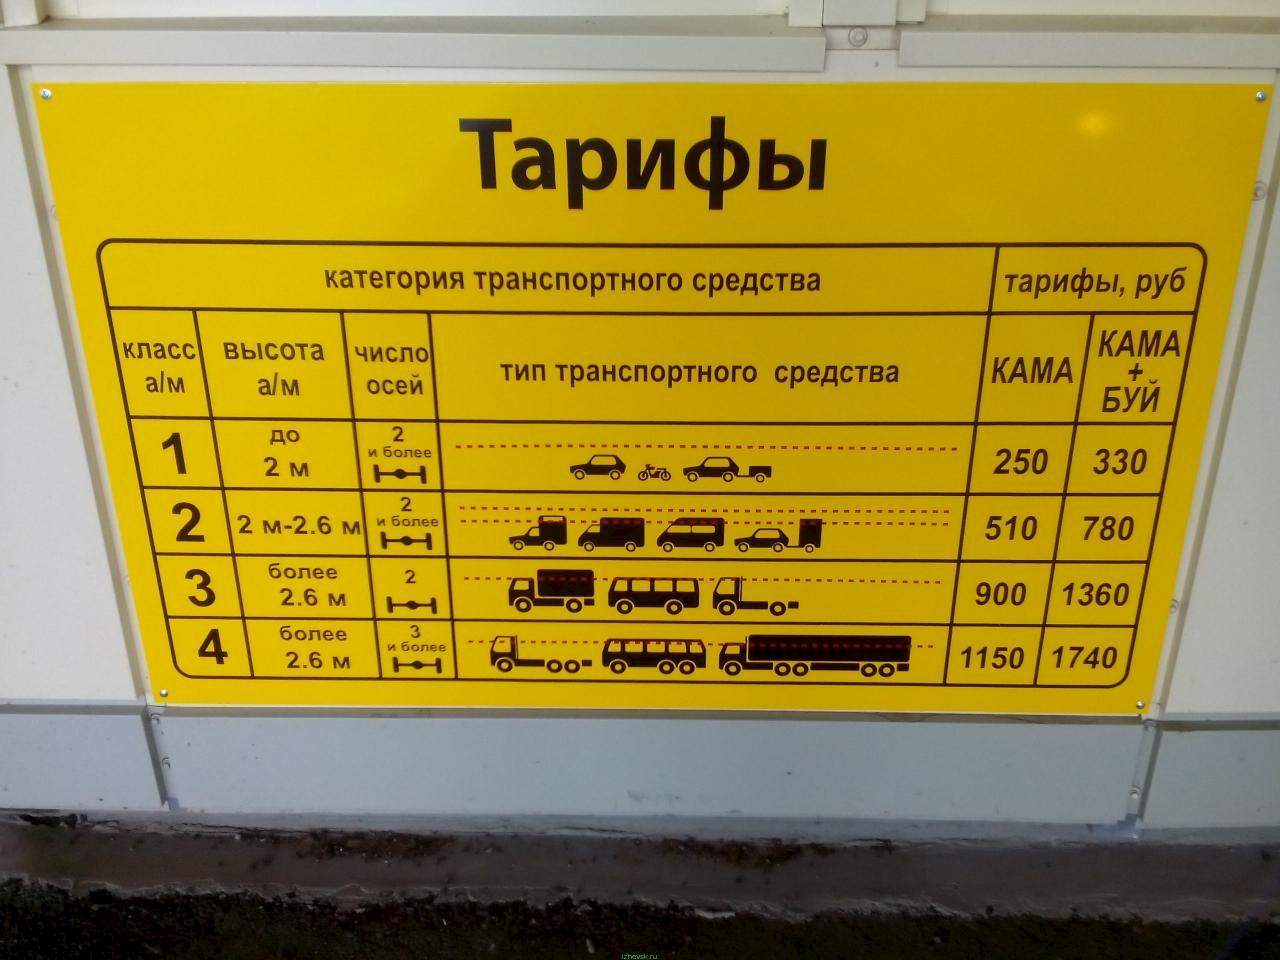 Тарифы
категория транспортного средства тарифы, руб
класс а/м
высота а/м
число осей
тип транспортного средства
КАМА
КАМА + БУЙ
1 до 2 м 2 и более 250 330
2 2 м-2.6 м 2 и более 510 780
3 более 2.6 м 2 900 1360
4 более 2.6 м 3 и более 1150 1740
izhevsk.ru